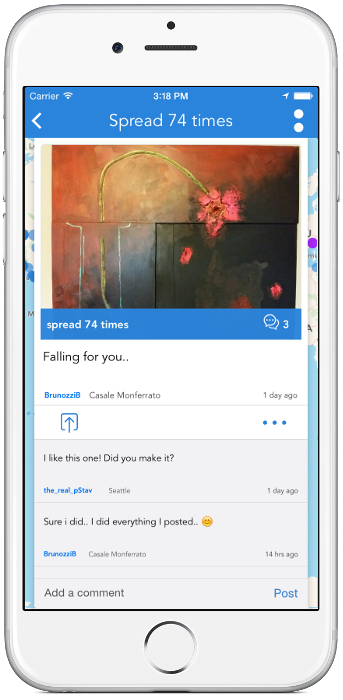 Carrier 3:18 PM
Spread 74 times
spread 74 times 3
Falling for you..
BrunozziB Casale Monferrato 1 day ago
I like this one! Did you make it?
the_real_pStav Seattle 1 day ago
Sure i did.. I did everything I posted.. 😊
BrunozziB Casale Monferrato 14 hrs ago
Add a comment Post